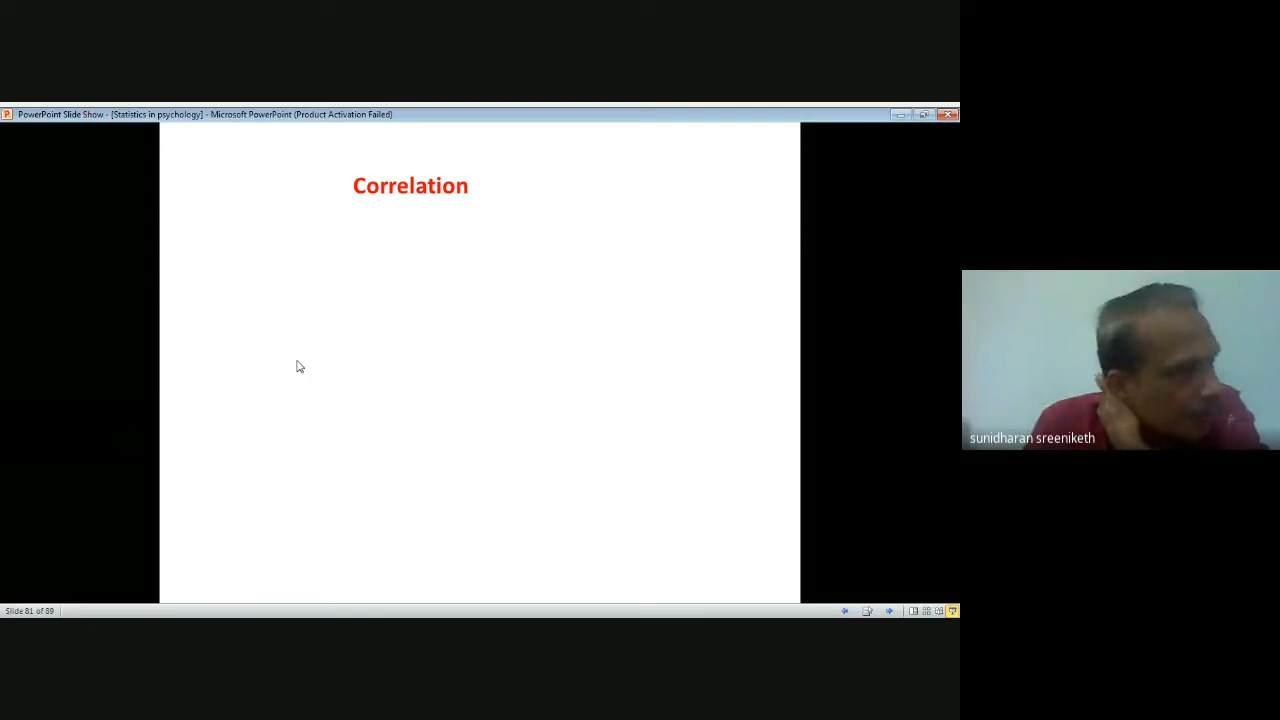 PowerPoint Slide Show - [Statistics in psychology] - Microsoft PowerPoint (Product Activation Failed)
Correlation
sunidharan sreeniketh
Slide 81 of 89